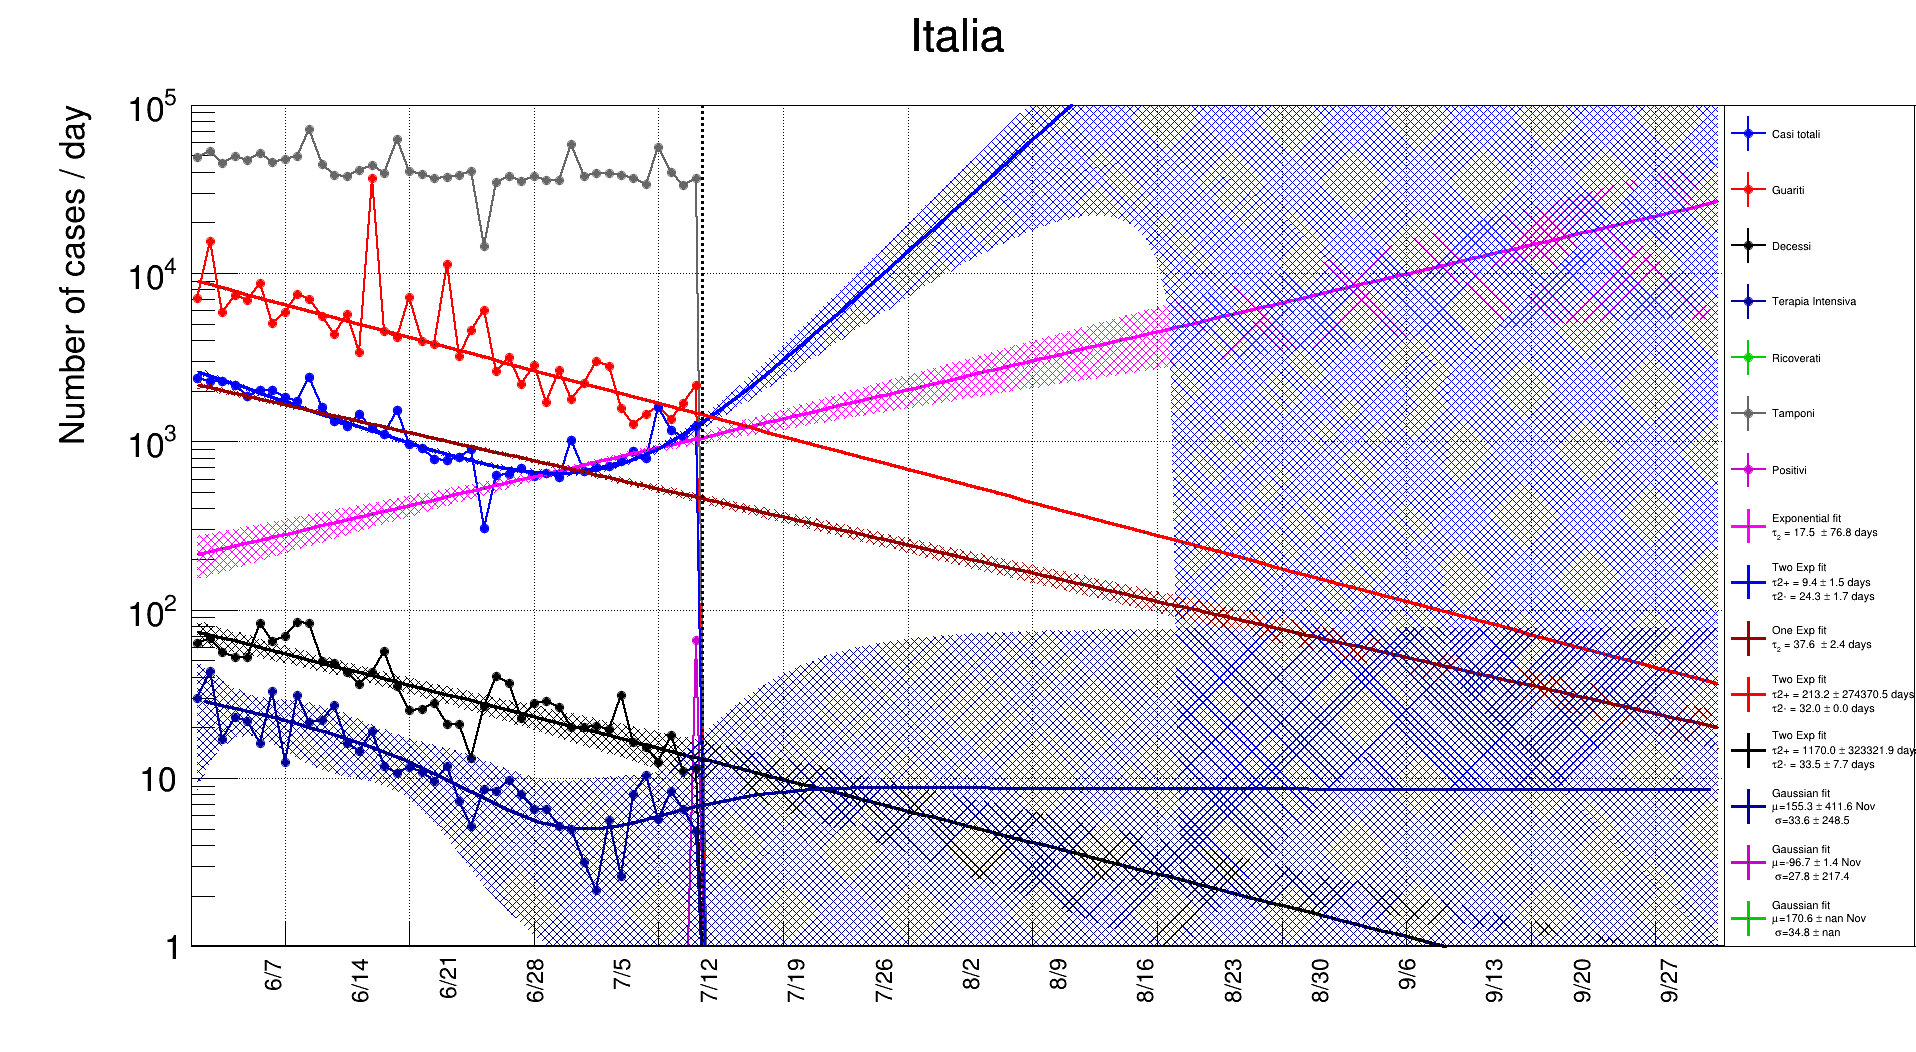 Italia
Number of cases / day
10^5
10^4
10^3
10^2
10
1
6/7
6/14
6/21
6/28
7/5
7/12
7/19
7/26
8/2
8/9
8/16
8/23
8/30
9/6
9/13
9/20
9/27
Casi totali
Guariti
Decessi
Terapia Intensiva
Ricoverati
Tamponi
Positivi
Exponential fit
τ₂ = 17.5 ± 76.8 days
Two Exp fit
τ2+ = 9.4 ± 1.5 days
τ2- = 24.3 ± 1.7 days
One Exp fit
τ₂ = 37.6 ± 2.4 days
Two Exp fit
τ2+ = 213.2 ± 274370.5 days
τ2- = 32.0 ± 0.0 days
Two Exp fit
τ2+ = 1170.0 ± 323321.9 day
τ2- = 33.5 ± 7.7 days
Gaussian fit
μ=155.3 ± 411.6 Nov
σ=33.6 ± 248.5
Gaussian fit
μ=-96.7 ± 1.4 Nov
σ=27.8 ± 217.4
Gaussian fit
μ=170.6 ± nan Nov
σ=34.8 ± nan